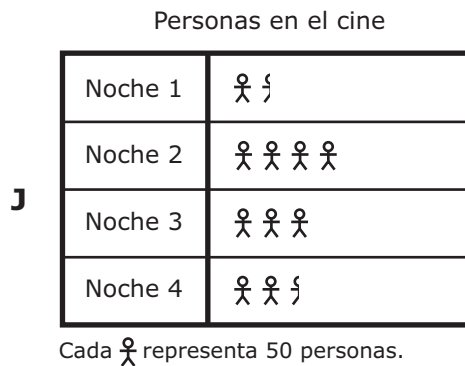 Personas en el cine
J
Noche 1
Noche 2
Noche 3
Noche 4
Cada representa 50 personas.